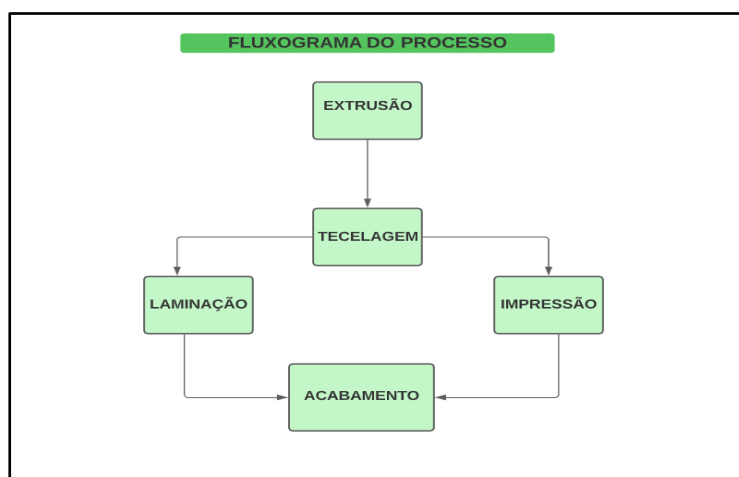 FLUXOGRAMA DO PROCESSO
EXTRUSÃO
TECELAGEM
LAMINAÇÃO
IMPRESSÃO
ACABAMENTO